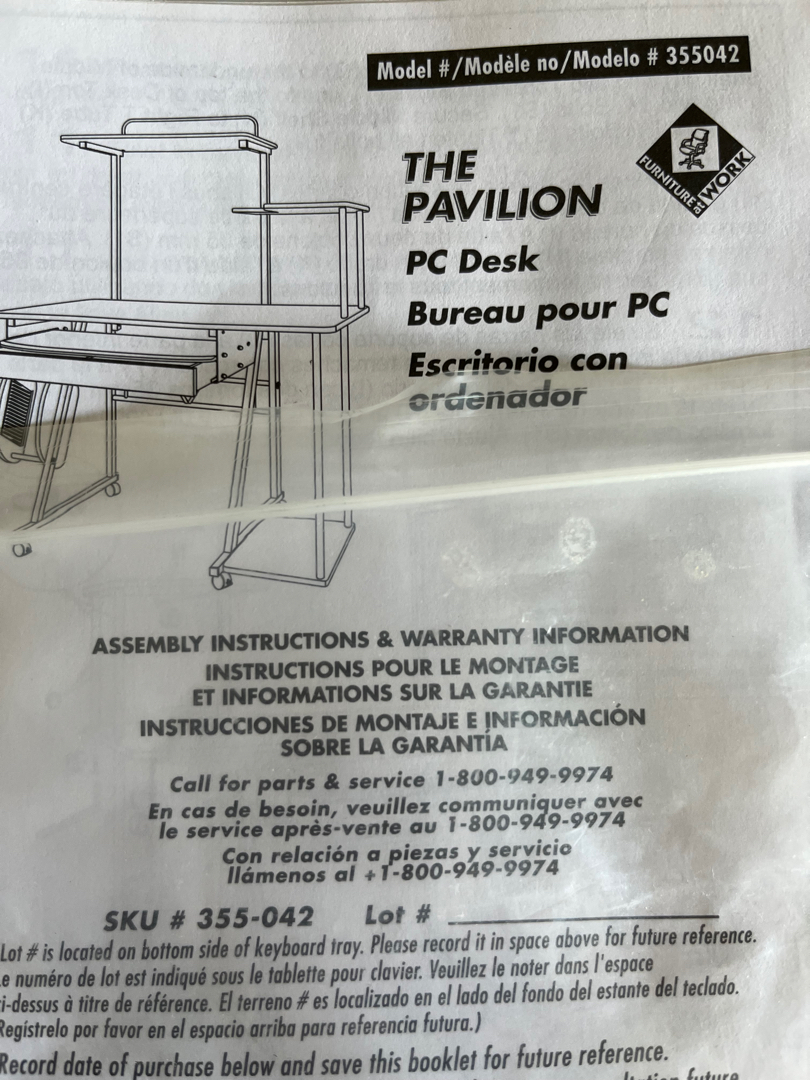 Model #/Modèle no/Modelo # 355042
THE
PAVILION
FURNITURE at WORK
PC Desk
Bureau pour PC
Escritorio con
ordenador
ASSEMBLY INSTRUCTIONS & WARRANTY INFORMATION
INSTRUCTIONS POUR LE MONTAGE
ET INFORMATIONS SUR LA GARANTIE
INSTRUCCIONES DE MONTAJE E INFORMACIÓN
SOBRE LA GARANTÍA
Call for parts & service 1-800-949-9974
En cas de besoin, veuillez communiquer avec
le service après-vente au 1-800-949-9974
Con relación a piezas y servicio
llámenos al +1-800-949-9974
SKU # 355-042 Lot #
Lot # is located on bottom side of keyboard tray. Please record it in space above for future reference.
numéro de lot est indiqué sous le tablette pour clavier. Veuillez le noter dans l'espace
ci-dessus à titre de référence. El terreno # es localizado en el lado del fondo del estante del teclado.
Regístrelo por favor en el espacio arriba para referencia futura.)
Record date of purchase below and save this booklet for future reference.
future